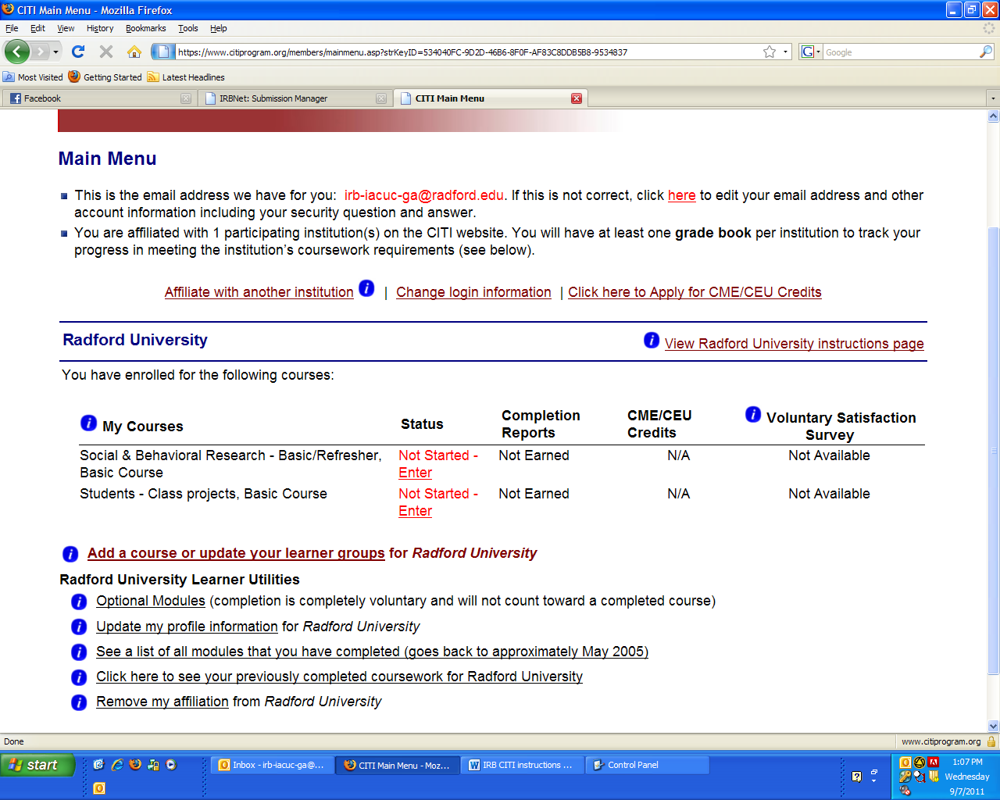 CITI Main Menu - Mozilla Firefox
File Edit View History Bookmarks Tools Help
https://www.citiprogram.org/members/mainmenu.asp?strKeyID=534040FC-9D2D-46B6-8F0F-AF83C8DDB5B8-9534837
Google
Most Visited Getting Started Latest Headlines
Facebook IRBNet: Submission Manager CITI Main Menu
Main Menu
This is the email address we have for you: irb-iacuc-ga@radford.edu. If this is not correct, click here to edit your email address and other
account information including your security question and answer.
You are affiliated with 1 participating institution(s) on the CITI website. You will have at least one grade book per institution to track your
progress in meeting the institution's coursework requirements (see below).
Affiliate with another institution | Change login information | Click here to Apply for CME/CEU Credits
Radford University View Radford University instructions page
You have enrolled for the following courses:
My Courses Status Completion Reports CME/CEU Credits Voluntary Satisfaction Survey
Social & Behavioral Research - Basic/Refresher, Not Started - Not Earned N/A Not Available
Basic Course Enter
Students - Class projects, Basic Course Not Started - Not Earned N/A Not Available
Enter
Add a course or update your learner groups for Radford University
Radford University Learner Utilities
Optional Modules (completion is completely voluntary and will not count toward a completed course)
Update my profile information for Radford University
See a list of all modules that you have completed (goes back to approximately May 2005)
Click here to see your previously completed coursework for Radford University
Remove my affiliation from Radford University
Done www.citiprogram.org
start Inbox - irb-iacuc-ga@... CITI Main Menu - Moz... IRB CITI instructions ... Control Panel 1:07 PM
Wednesday
9/7/2011